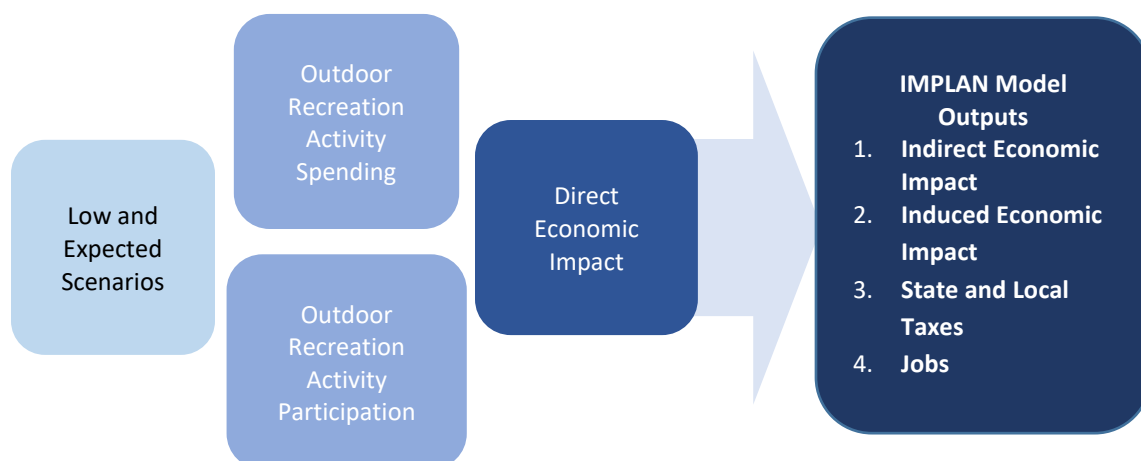 Low and
Expected
Scenarios
Outdoor
Recreation
Activity
Spending
Outdoor
Recreation
Activity
Participation
Direct
Economic
Impact
IMPLAN Model
Outputs
1. Indirect Economic
Impact
2. Induced Economic
Impact
3. State and Local
Taxes
4. Jobs